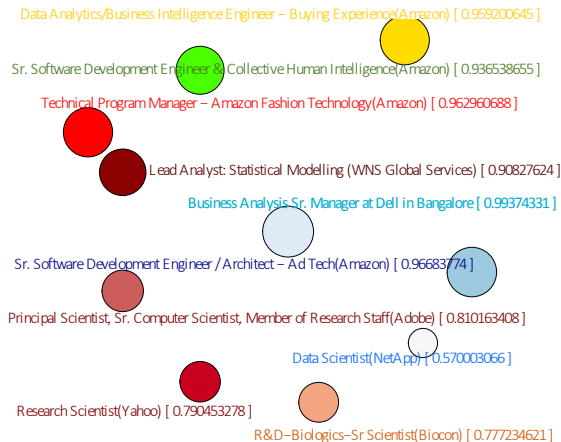 Data Analytics/Business Intelligence Engineer – Buying Experience(Amazon) [ 0.959200645 ]
Sr. Software Development Engineer & Collective Human Intelligence(Amazon) [ 0.936538655 ]
Technical Program Manager – Amazon Fashion Technology(Amazon) [ 0.962960688 ]
Lead Analyst: Statistical Modelling (WNS Global Services) [ 0.90827624 ]
Business Analysis Sr. Manager at Dell in Bangalore [ 0.99374331 ]
Sr. Software Development Engineer / Architect – Ad Tech(Amazon) [ 0.96683774 ]
Principal Scientist, Sr. Computer Scientist, Member of Research Staff(Adobe) [ 0.810163408 ]
Data Scientist(NetApp) [ 0.570003066 ]
Research Scientist(Yahoo) [ 0.790453278 ]
R&D–Biologics–Sr Scientist(Biocon) [ 0.777234621 ]